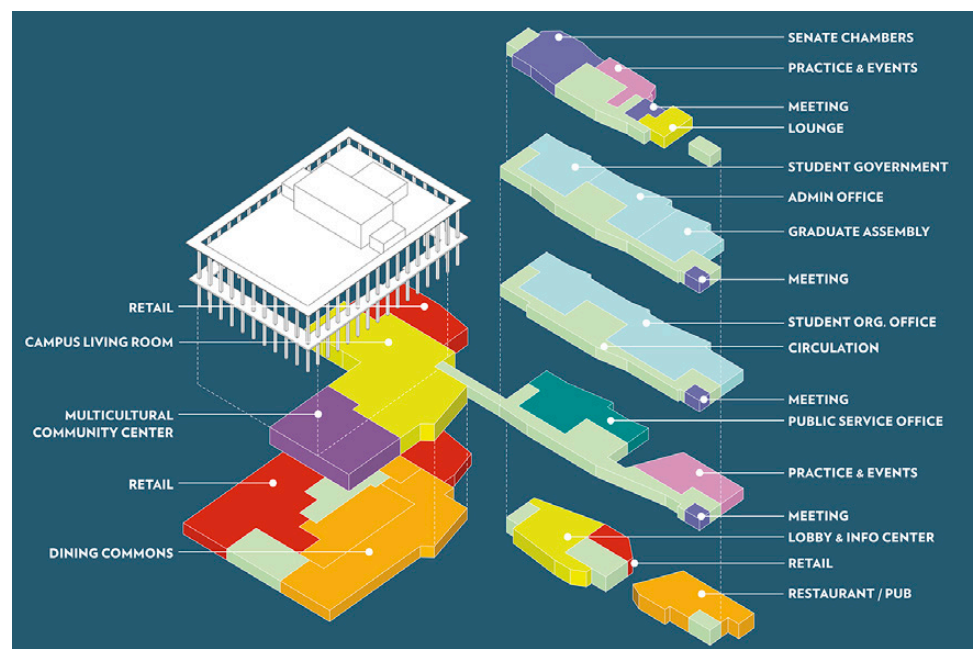 SENATE CHAMBERS
PRACTICE & EVENTS
MEETING
LOUNGE
STUDENT GOVERNMENT
ADMIN OFFICE
GRADUATE ASSEMBLY
MEETING
RETAIL
STUDENT ORG. OFFICE
CAMPUS LIVING ROOM
CIRCULATION
MEETING
MULTICULTURAL
COMMUNITY CENTER
PUBLIC SERVICE OFFICE
PRACTICE & EVENTS
RETAIL
MEETING
LOBBY & INFO CENTER
DINING COMMONS
RETAIL
RESTAURANT / PUB